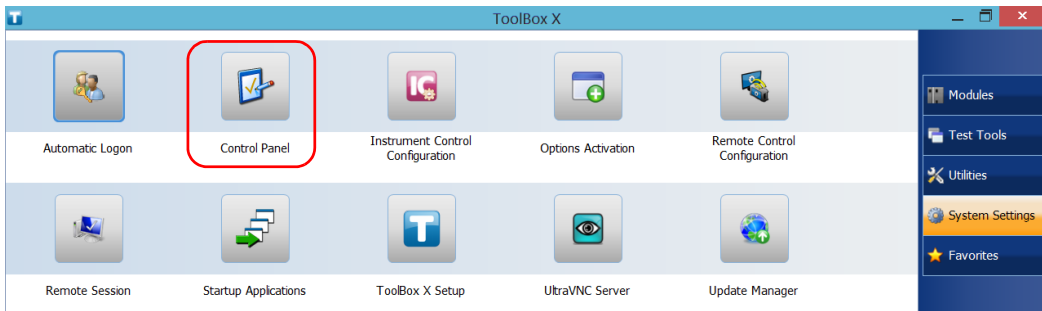 ToolBox X
Automatic Logon
Control Panel
IC
Instrument Control
Configuration
Options Activation
Remote Control
Configuration
Remote Session
Startup Applications
T
ToolBox X Setup
UltraVNC Server
Update Manager
Modules
Test Tools
Utilities
System Settings
Favorites